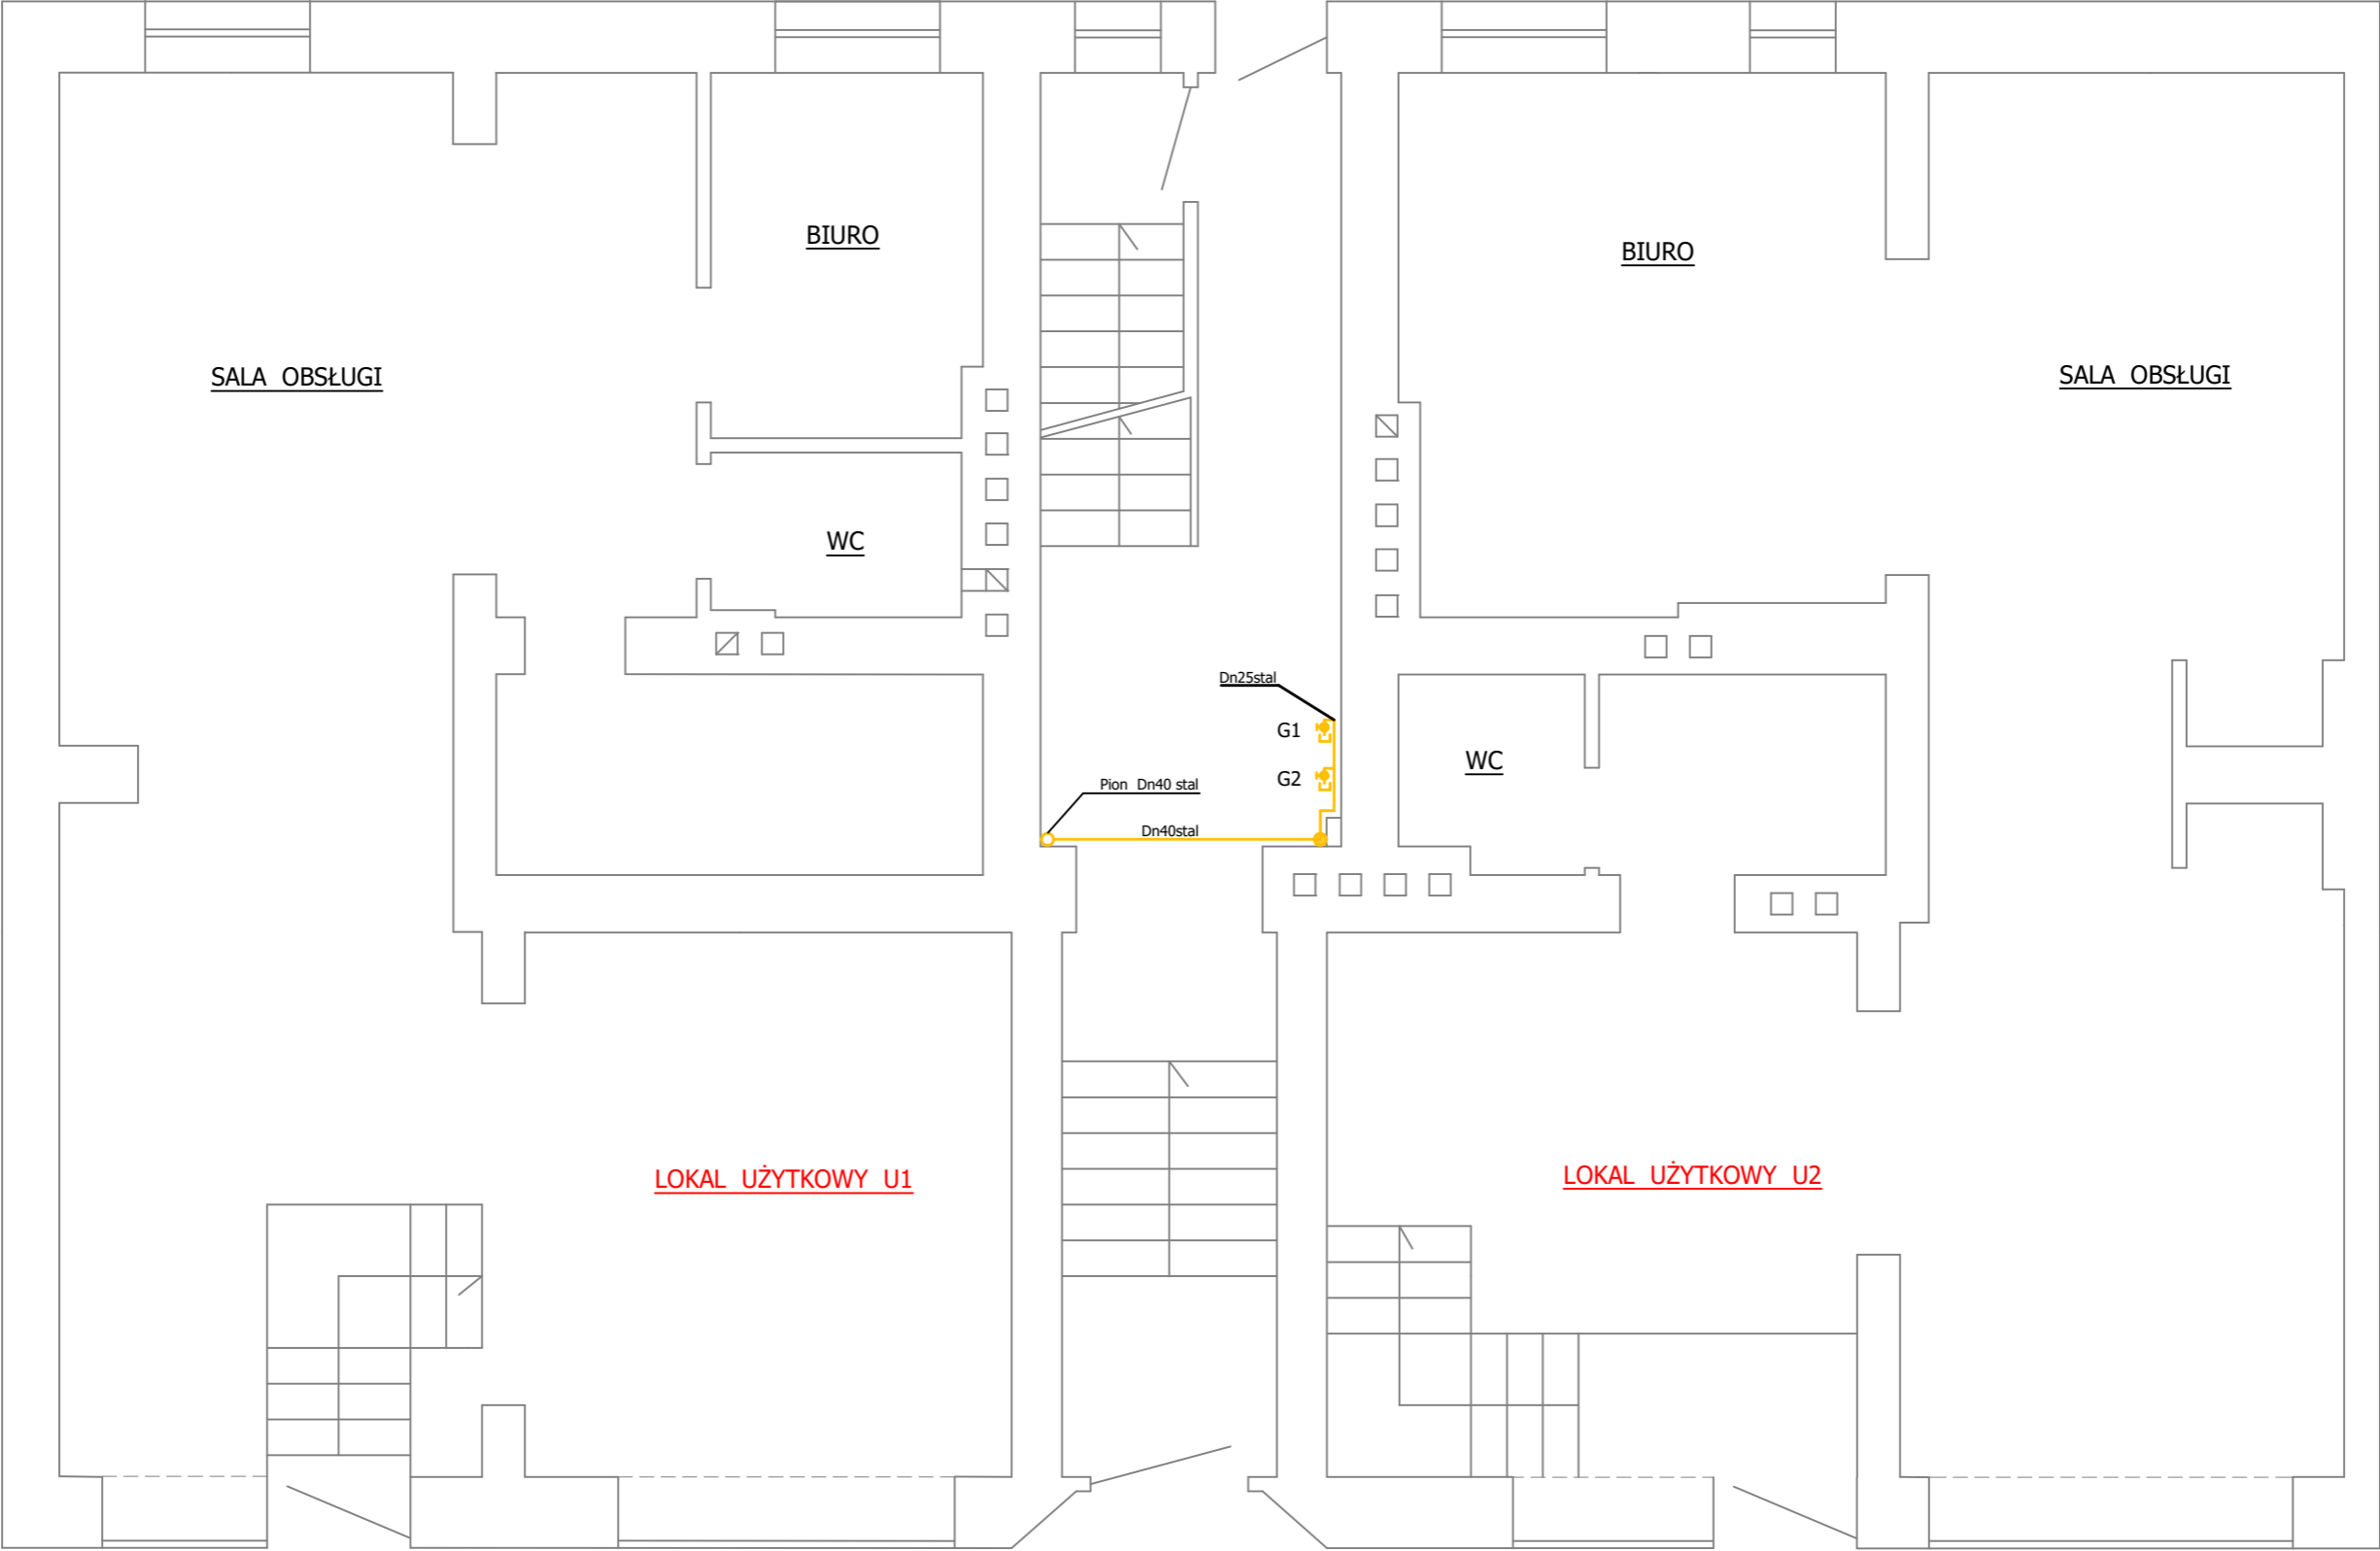 BIURO
BIURO
SALA OBSŁUGI
SALA OBSŁUGI
WC
Dn25stal
G1
WC
G2
Pion Dn40 stal
Dn40stal
LOKAL UŻYTKOWY U1
LOKAL UŻYTKOWY U2